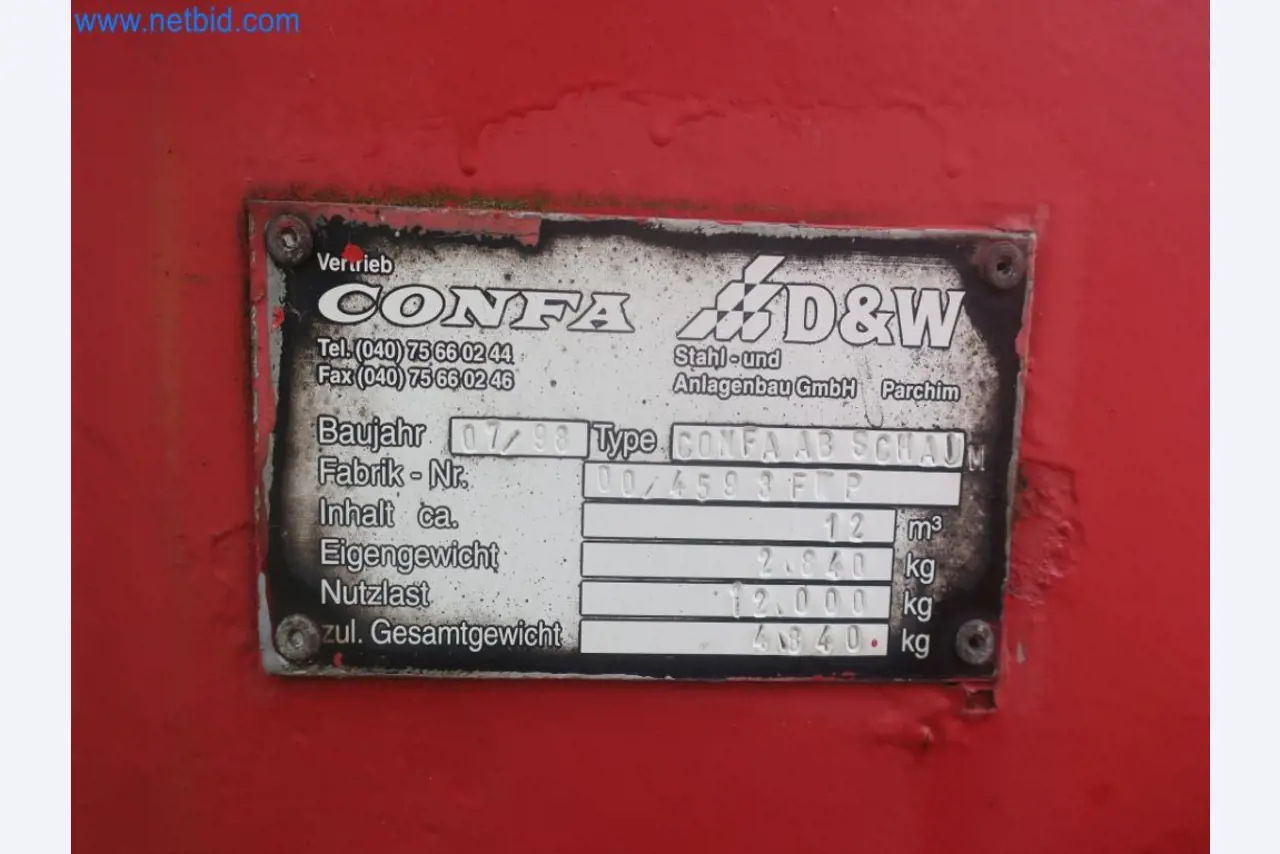 www.netbid.com
Vertrieb
CONFA
D&W
Tel. (040) 75 66 02 44
Fax (040) 75 66 02 46
Stahl - und
Anlagenbau GmbH Parchim
Baujahr 07/98 Type CONFA AB SCHAUM
Fabrik - Nr. 00/4593
Inhalt ca. 12 m³
Eigengewicht 2.840 kg
Nutzlast 12.000 kg
zul. Gesamtgewicht 4.840 kg